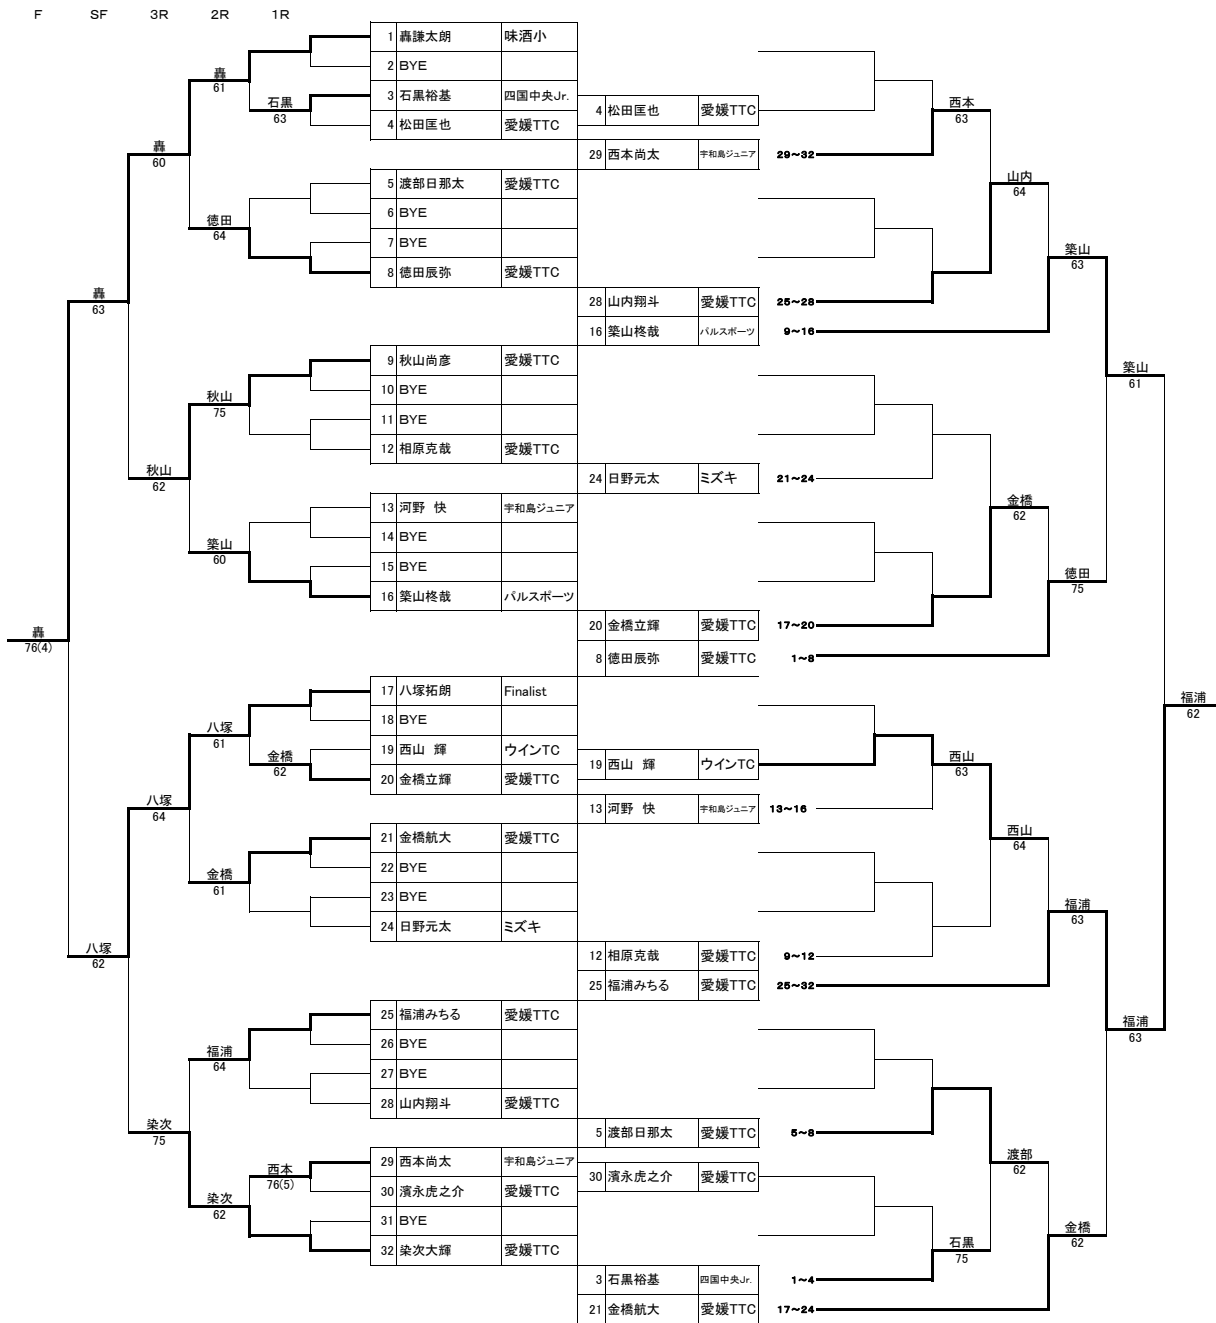 F SF 3R 2R 1R
1 轟謙太朗 味酒小
2 BYE
轟
61
3 石黒裕基 四国中央Jr.
石黒
63
4 松田匡也 愛媛TTC
4 松田匡也 愛媛TTC
西本
63
轟
60
29 西本尚太 宇和島ジュニア 29~32
5 渡部日那太 愛媛TTC
山内
64
6 BYE
徳田
64
7 BYE
築山
63
8 徳田辰弥 愛媛TTC
轟
63
28 山内翔斗 愛媛TTC 25~28
16 築山柊哉 パルスポーツ 9~16
9 秋山尚彦 愛媛TTC
築山
61
10 BYE
秋山
75
11 BYE
12 相原克哉 愛媛TTC
秋山
62
24 日野元太 ミズキ 21~24
13 河野 快 宇和島ジュニア
金橋
62
14 BYE
築山
60
15 BYE
徳田
75
16 築山柊哉 パルスポーツ
20 金橋立輝 愛媛TTC 17~20
轟
76(4)
8 徳田辰弥 愛媛TTC 1~8
17 八塚拓朗 Finalist
福浦
62
18 BYE
八塚
61
19 西山 輝 ウインTC
金橋
62
19 西山 輝 ウインTC
西山
63
20 金橋立輝 愛媛TTC
八塚
64
13 河野 快 宇和島ジュニア 13~16
21 金橋航大 愛媛TTC
西山
64
22 BYE
金橋
61
23 BYE
福浦
63
24 日野元太 ミズキ
八塚
62
12 相原克哉 愛媛TTC 9~12
25 福浦みちる 愛媛TTC 25~32
25 福浦みちる 愛媛TTC
福浦
63
26 BYE
福浦
64
27 BYE
28 山内翔斗 愛媛TTC
染次
75
5 渡部日那太 愛媛TTC 5~8
29 西本尚太 宇和島ジュニア
西本
76(5)
30 濱永虎之介 愛媛TTC
渡部
62
30 濱永虎之介 愛媛TTC
染次
62
31 BYE
金橋
62
32 染次大輝 愛媛TTC
石黒
75
3 石黒裕基 四国中央Jr. 1~4
21 金橋航大 愛媛TTC 17~24